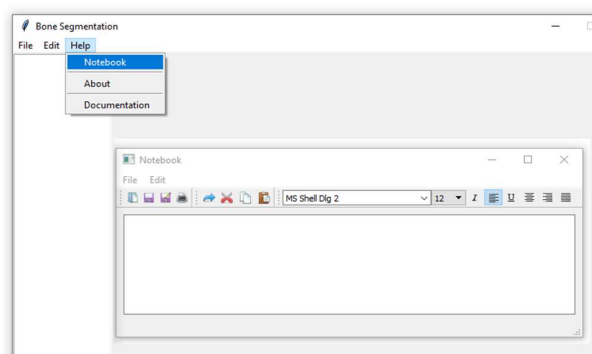 Bone Segmentation
File Edit Help
Notebook
About
Documentation
Notebook
File Edit
MS Shell Dlg 2 12 I U